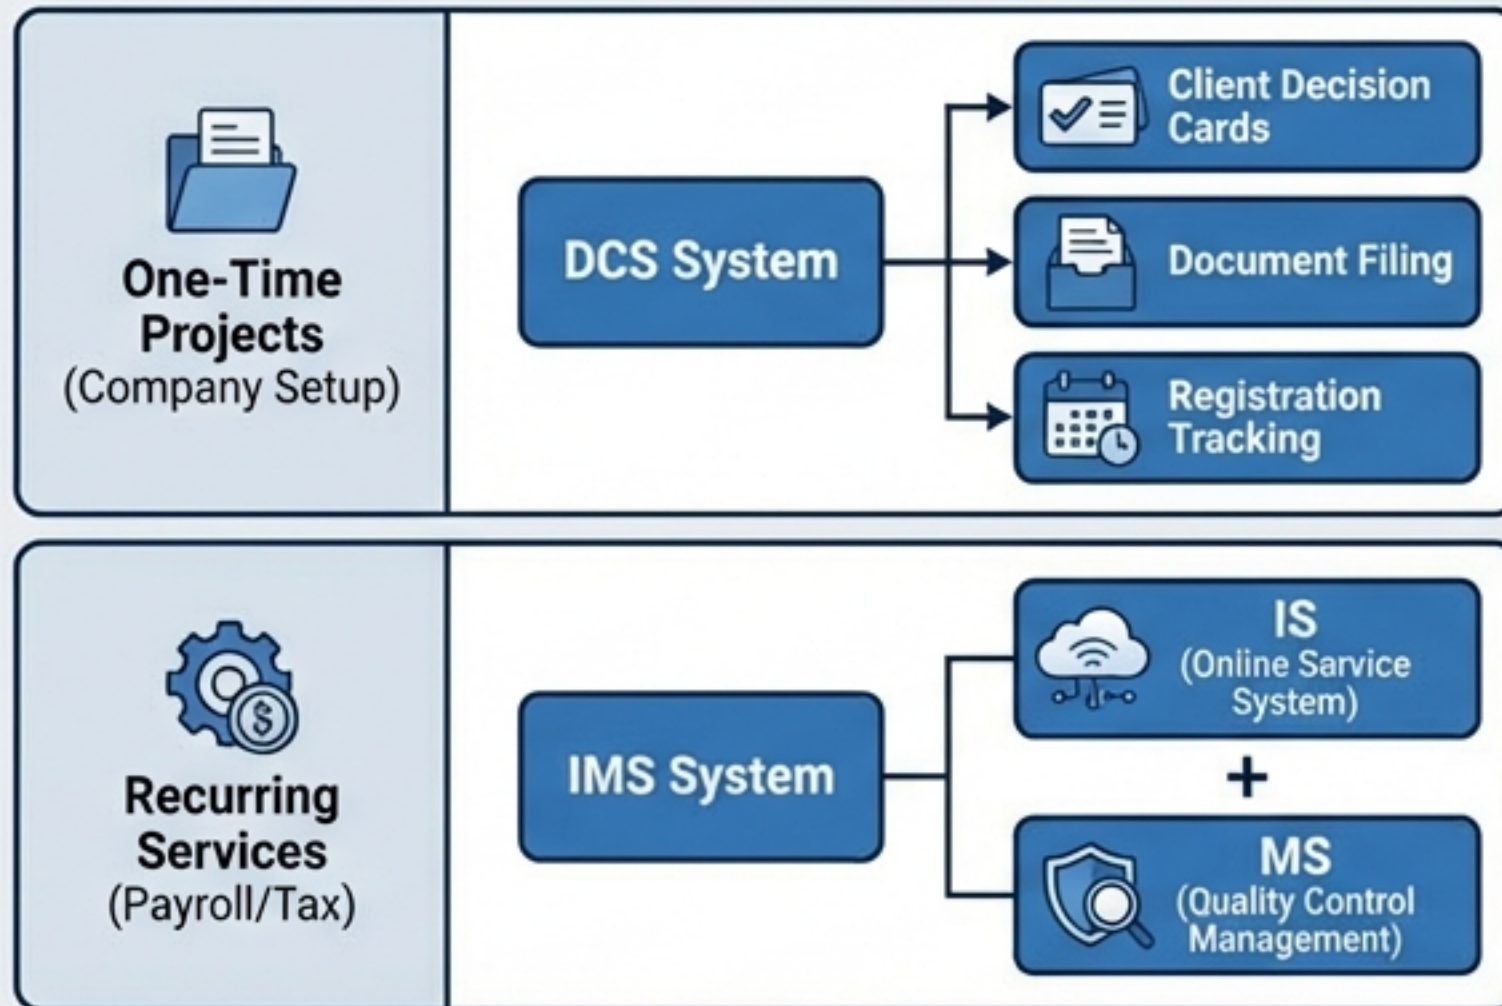 One-Time
Projects
(Company Setup)
DCS System
Client Decision
Cards
Document Filing
Registration
Tracking
Recurring
Services
(Payroll/Tax)
IMS System
IS
(Online Sarvice
System)
+
MS
(Quality Control
Management)